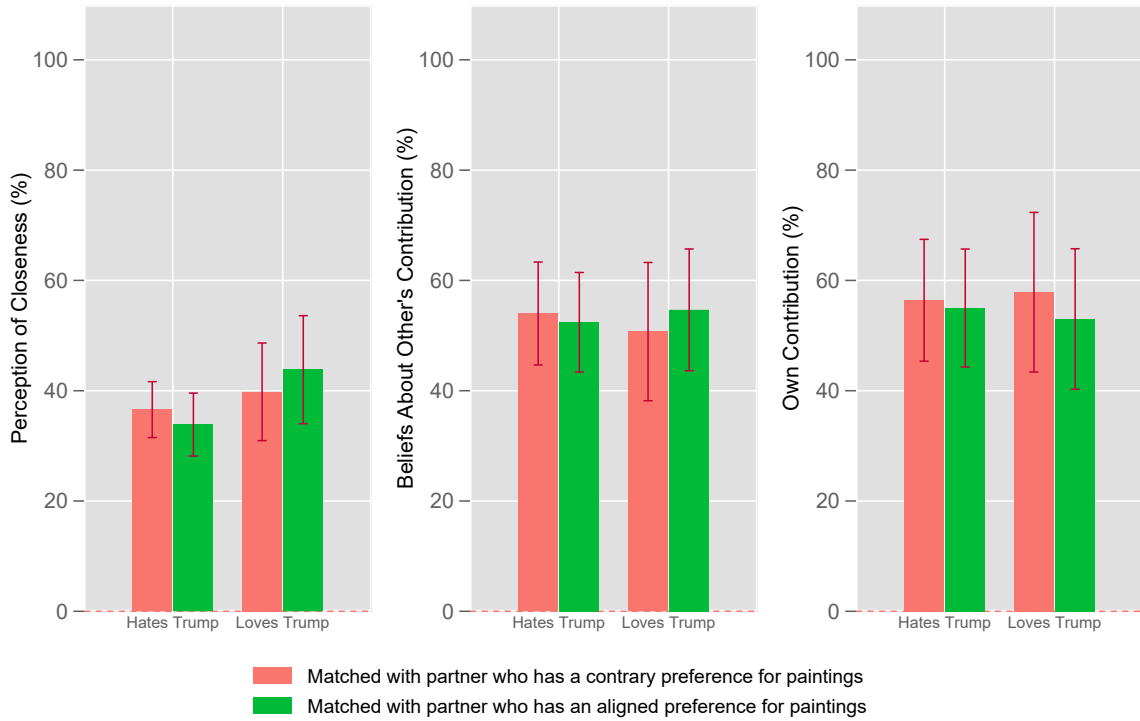 Perception of Closeness (%)
100
80
60
40
20
0
Hates Trump Loves Trump
Beliefs About Other's Contribution (%)
100
80
60
40
20
0
Hates Trump Loves Trump
Own Contribution (%)
100
80
60
40
20
0
Hates Trump Loves Trump
Matched with partner who has a contrary preference for paintings
Matched with partner who has an aligned preference for paintings